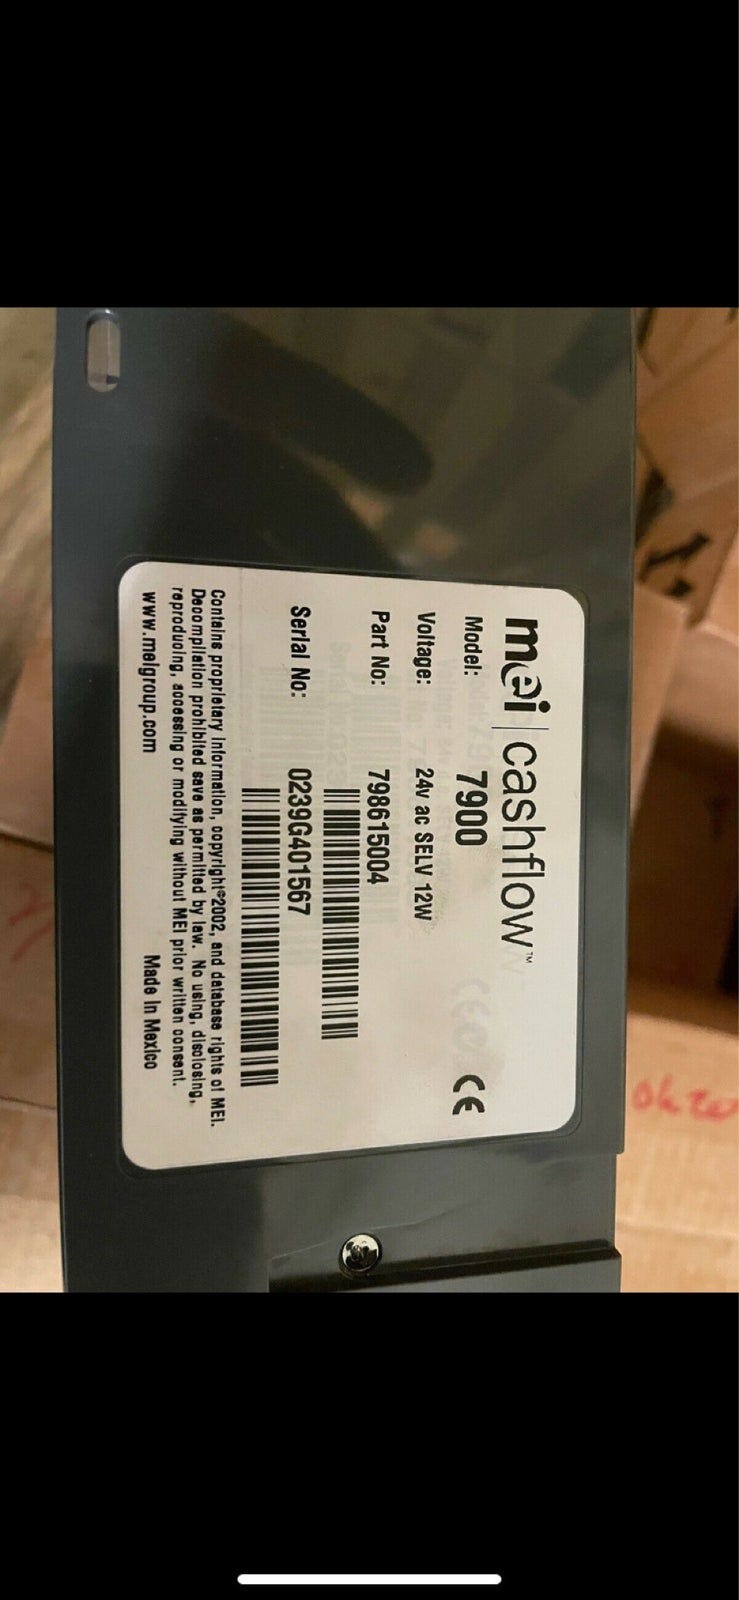 mei | cashflow™
Model: 7900 CE
Voltage: 24v ac SELV 12W
Part No: 798615004
Serial No: 0239G401567
Contains proprietary information, copyright©2002, and database rights of MEI.
Decompilation prohibited save as permitted by law. No using, disclosing,
reproducing, accessing or modifying without MEI prior written consent.
www.meigroup.com Made in Mexico